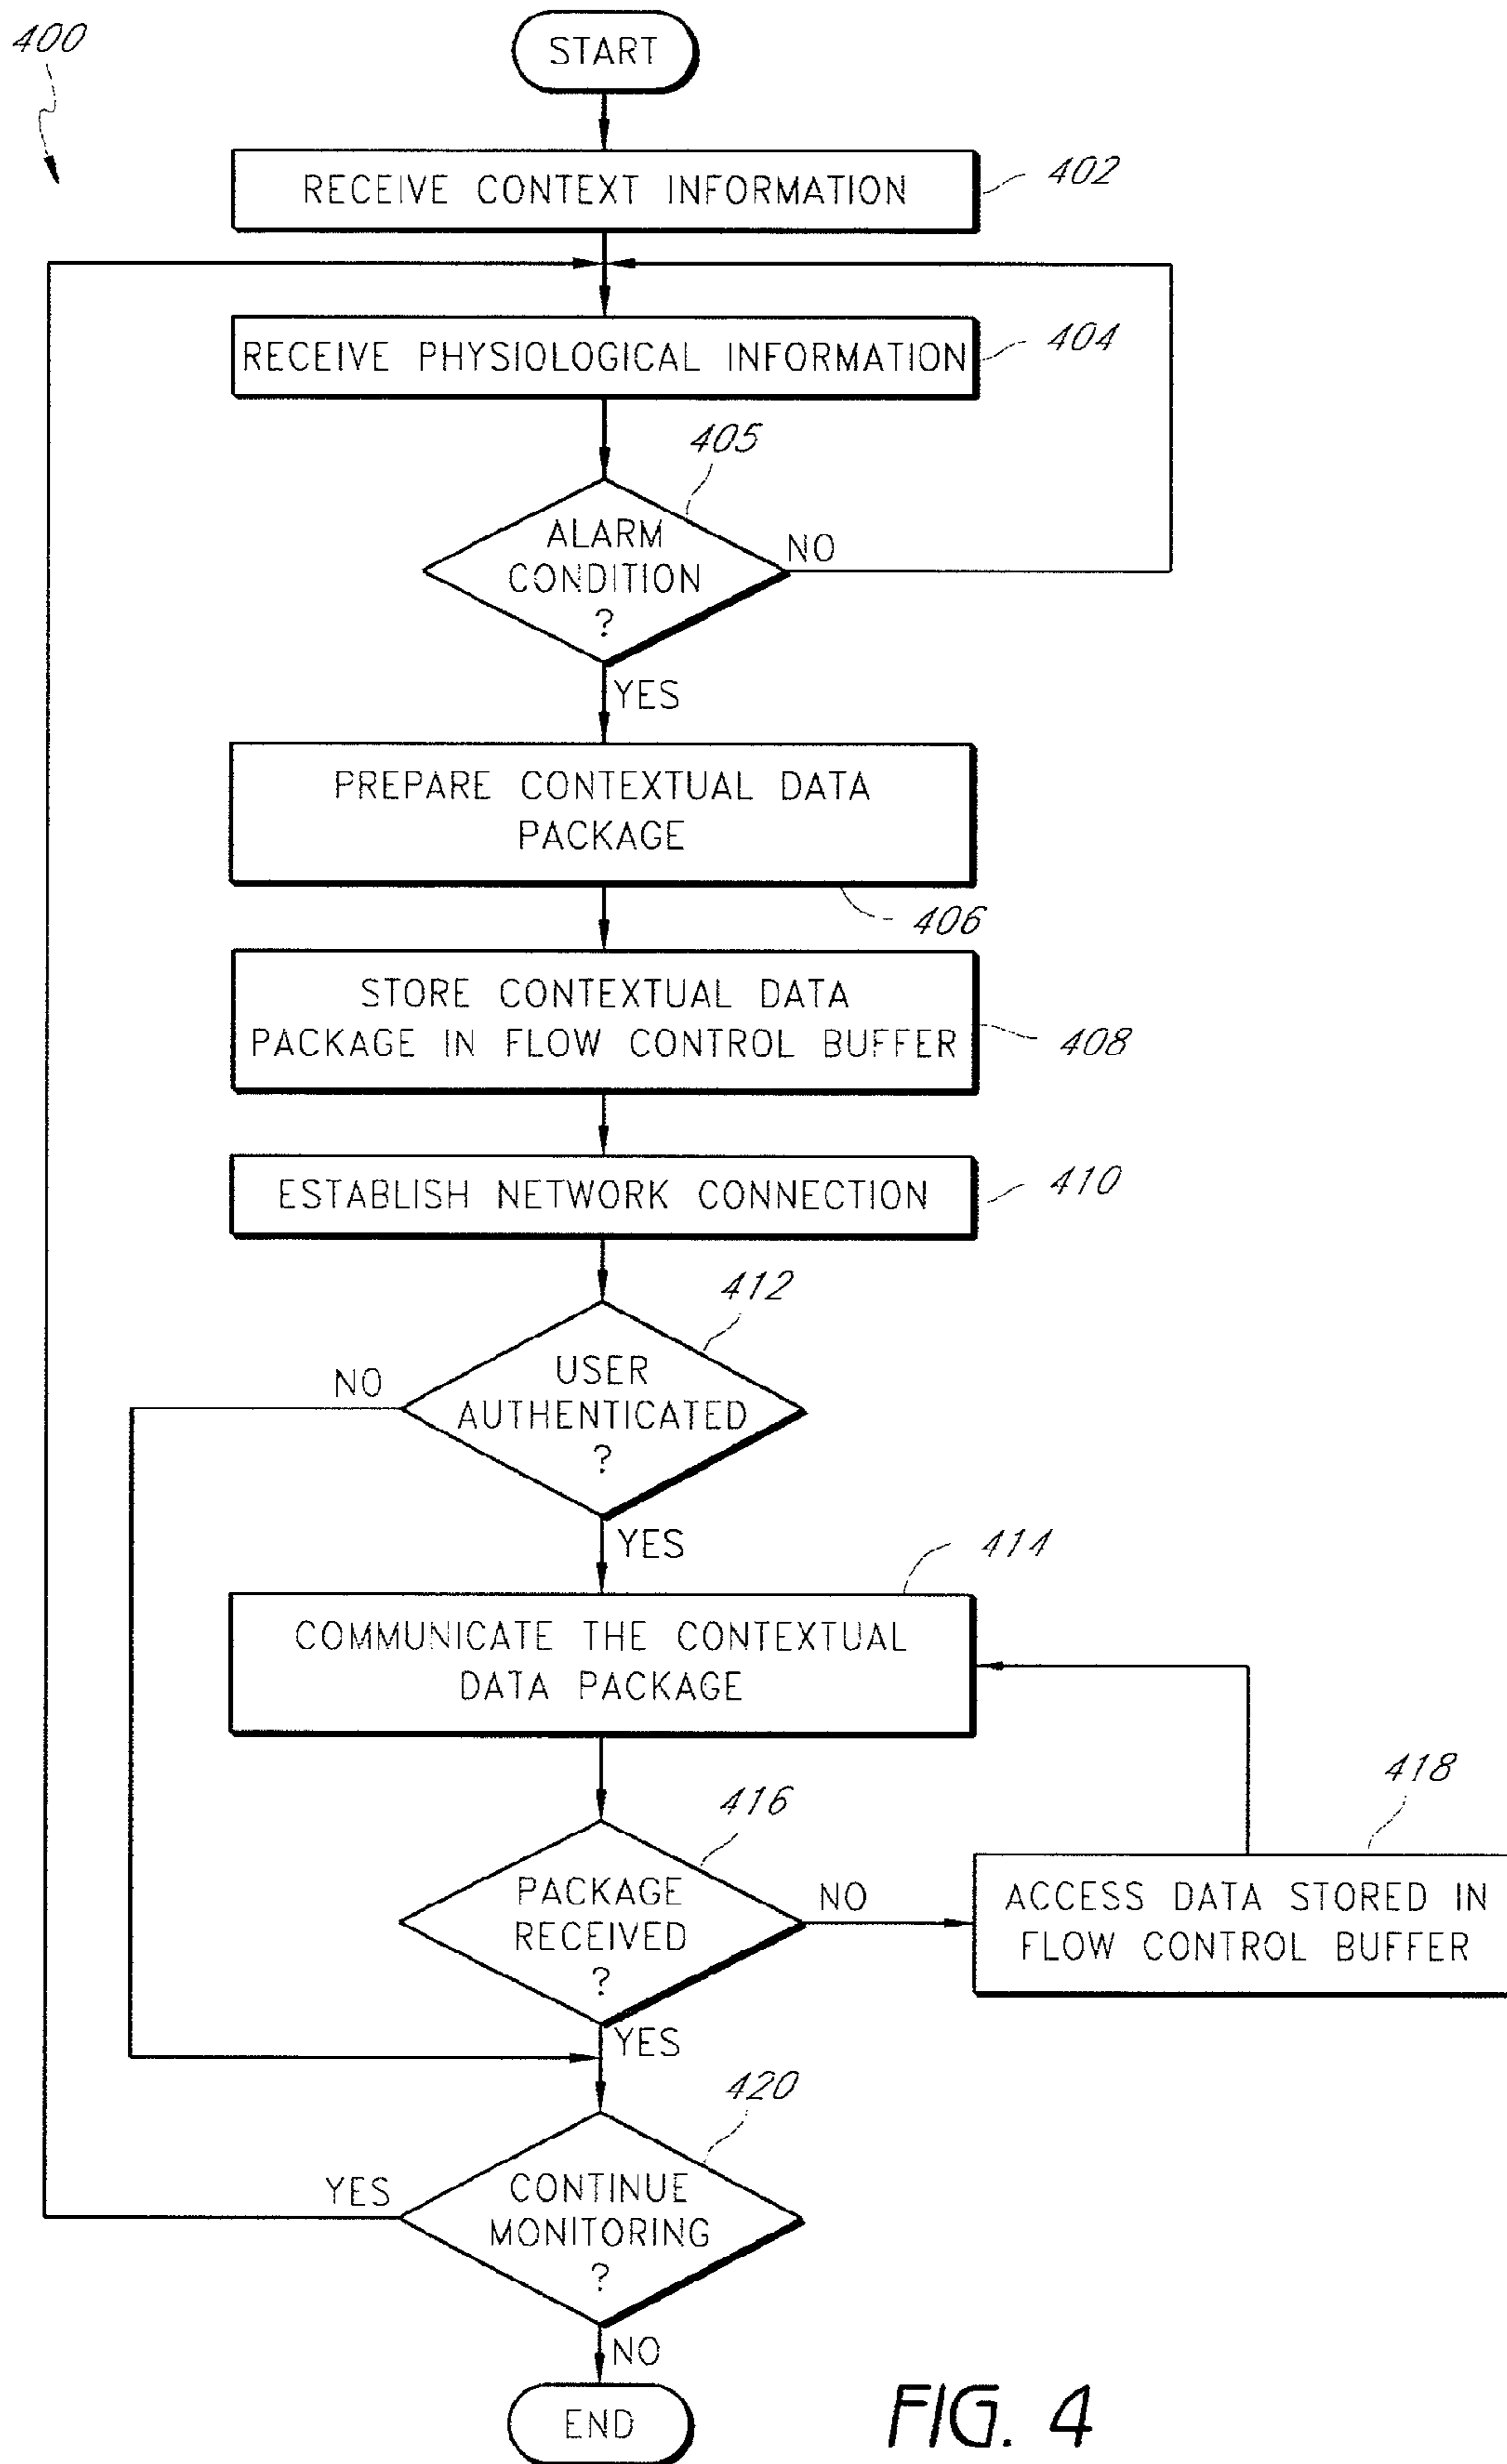 400
START
RECEIVE CONTEXT INFORMATION
402
RECEIVE PHYSIOLOGICAL INFORMATION
404
405
ALARM
CONDITION
?
NO
YES
PREPARE CONTEXTUAL DATA
PACKAGE
406
STORE CONTEXTUAL DATA
PACKAGE IN FLOW CONTROL BUFFER
408
ESTABLISH NETWORK CONNECTION
410
412
USER
AUTHENTICATED
?
NO
YES
414
COMMUNICATE THE CONTEXTUAL
DATA PACKAGE
416
PACKAGE
RECEIVED
?
NO
418
ACCESS DATA STORED IN
FLOW CONTROL BUFFER
YES
420
CONTINUE
MONITORING
?
YES
NO
END
FIG. 4